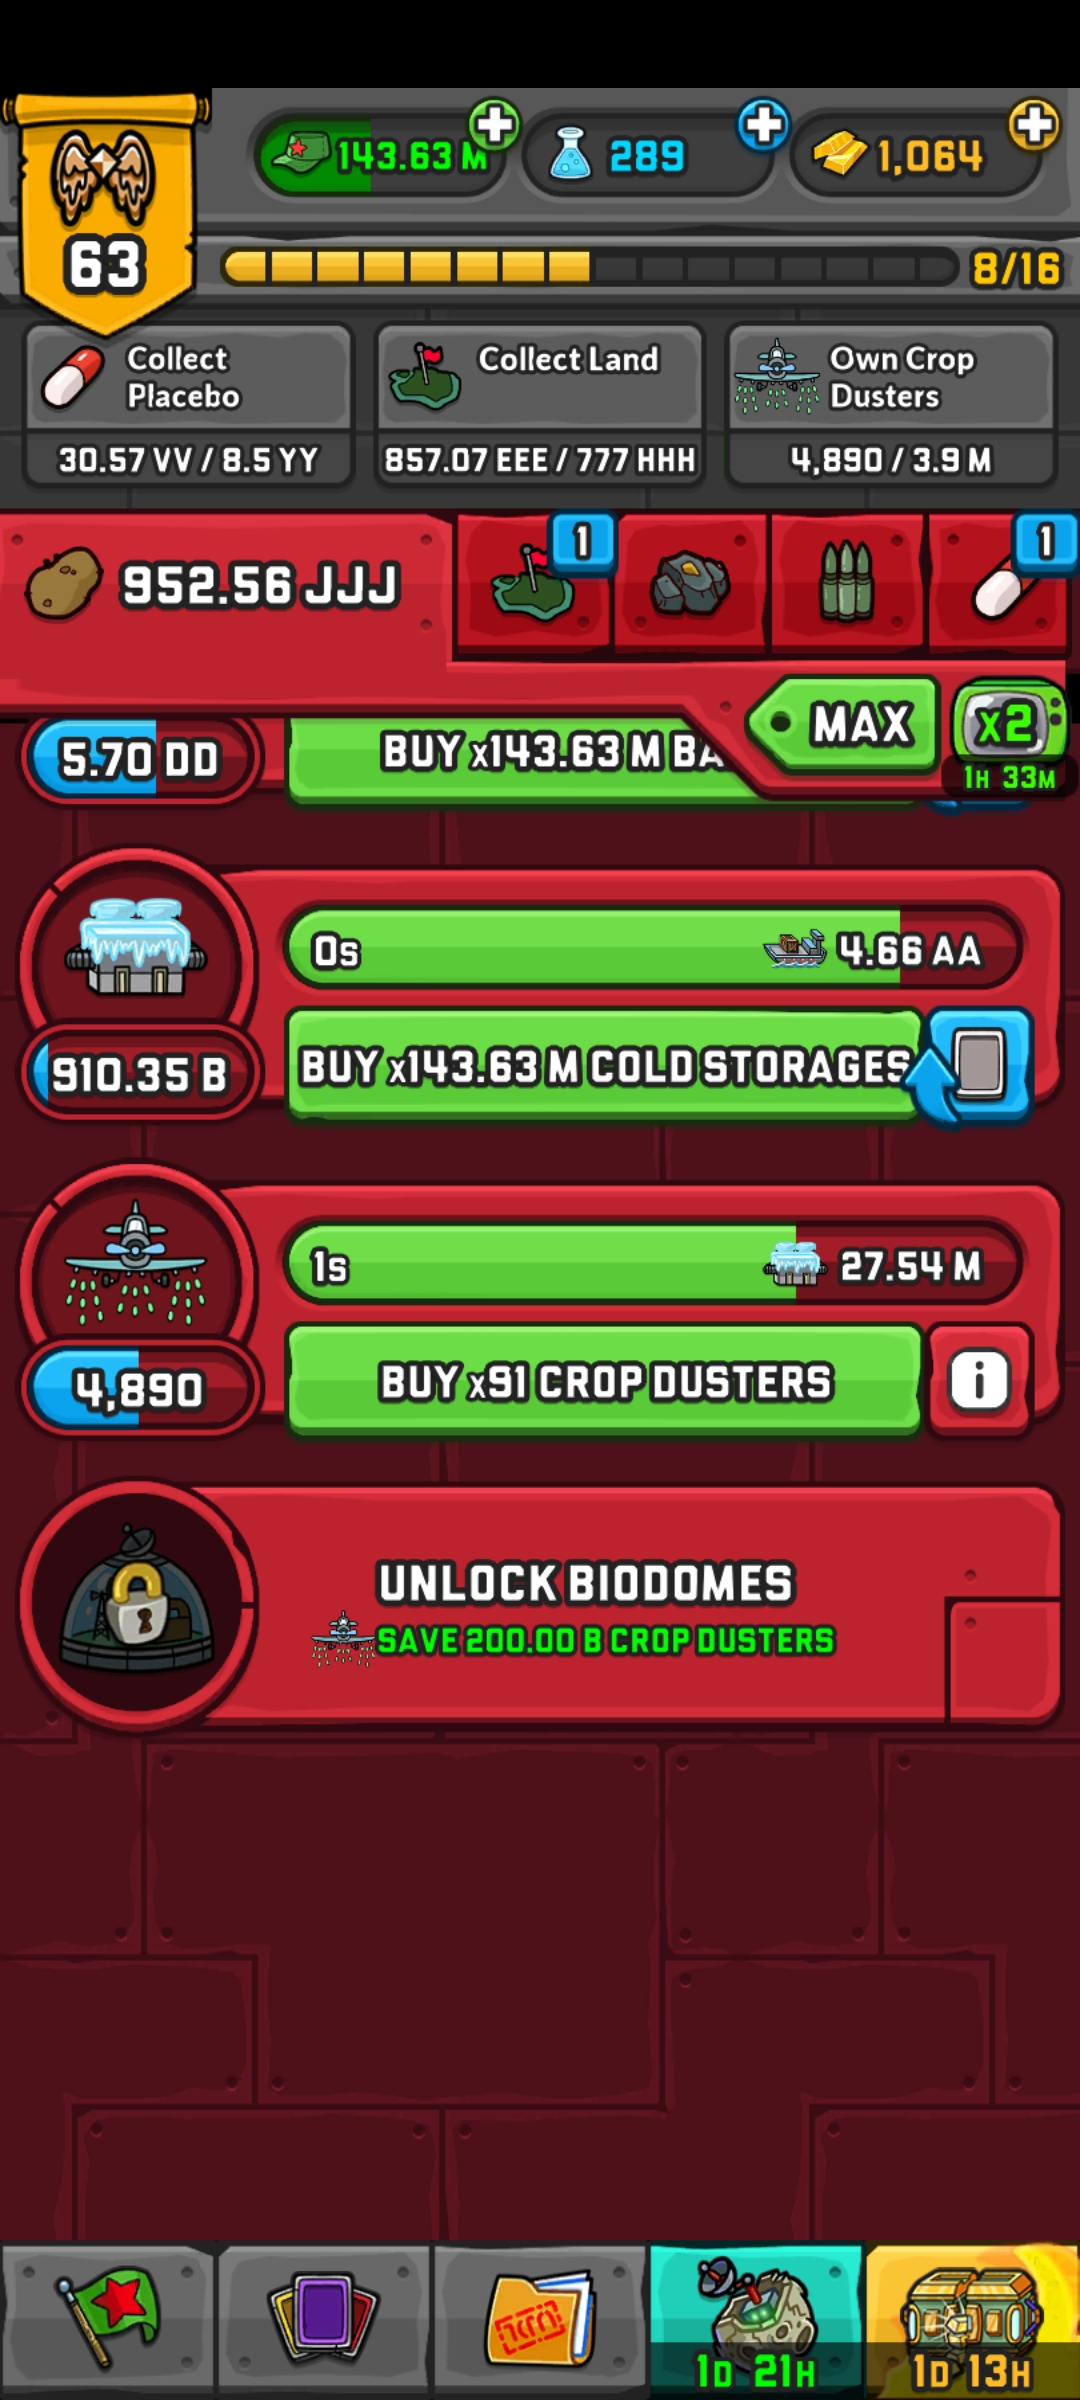 143.63 M
289
1,064
63
8/16
Collect
Placebo
30.57 VV / 8.5 YY
Collect Land
857.07 EEE / 777 HHH
Own Crop
Dusters
4,890 / 3.9 M
952.56 JJJ
1
1
MAX
x2
1H 33M
5.70 DD
BUY x143.63 M BA
0s
4.66 AA
910.35 B
BUY x143.63 M COLD STORAGES
1s
27.54 M
4,890
BUY x91 CROP DUSTERS
i
UNLOCK BIODOMES
SAVE 200.00 B CROP DUSTERS
1D 21H
1D 13H